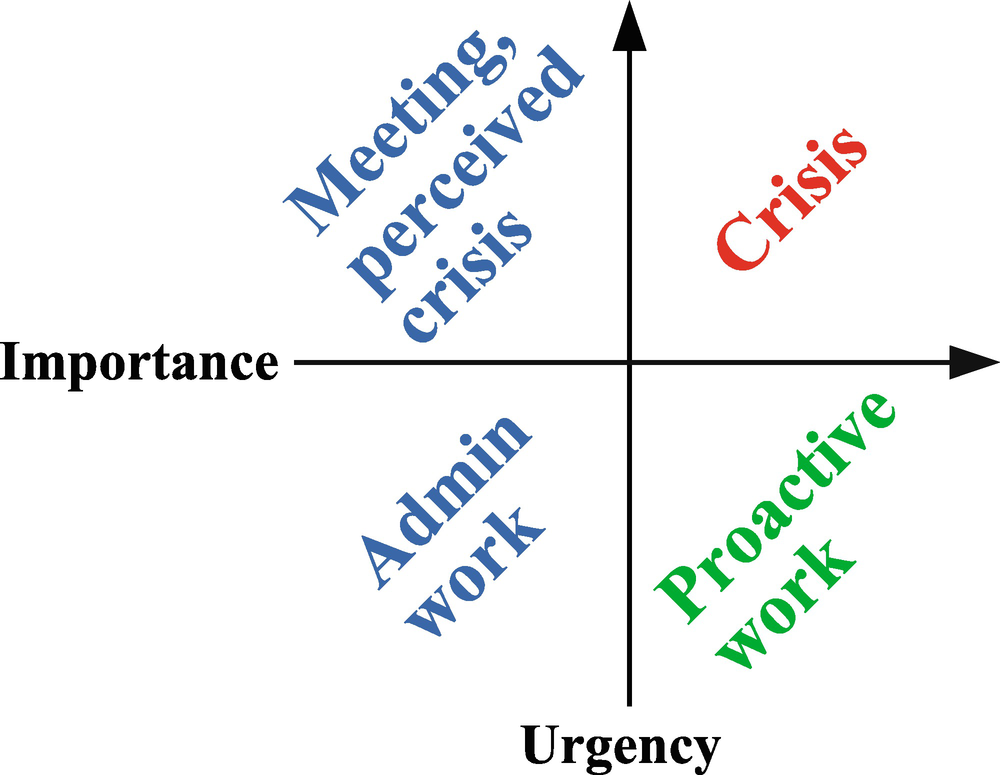 Meeting,
perceived
crisis
Crisis
Importance
Admin
work
Proactive
work
Urgency